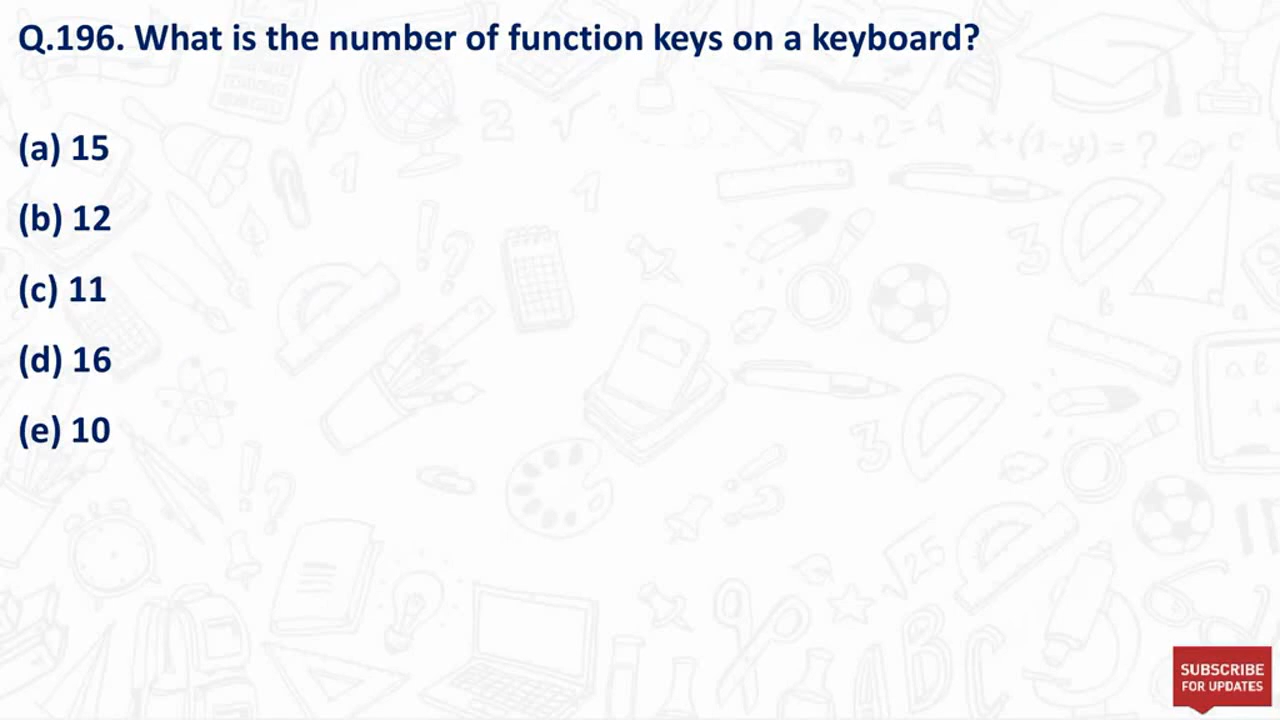 Q.196. What is the number of function keys on a keyboard?
(a) 15
(b) 12
(c) 11
(d) 16
(e) 10
SUBSCRIBE
FOR UPDATES